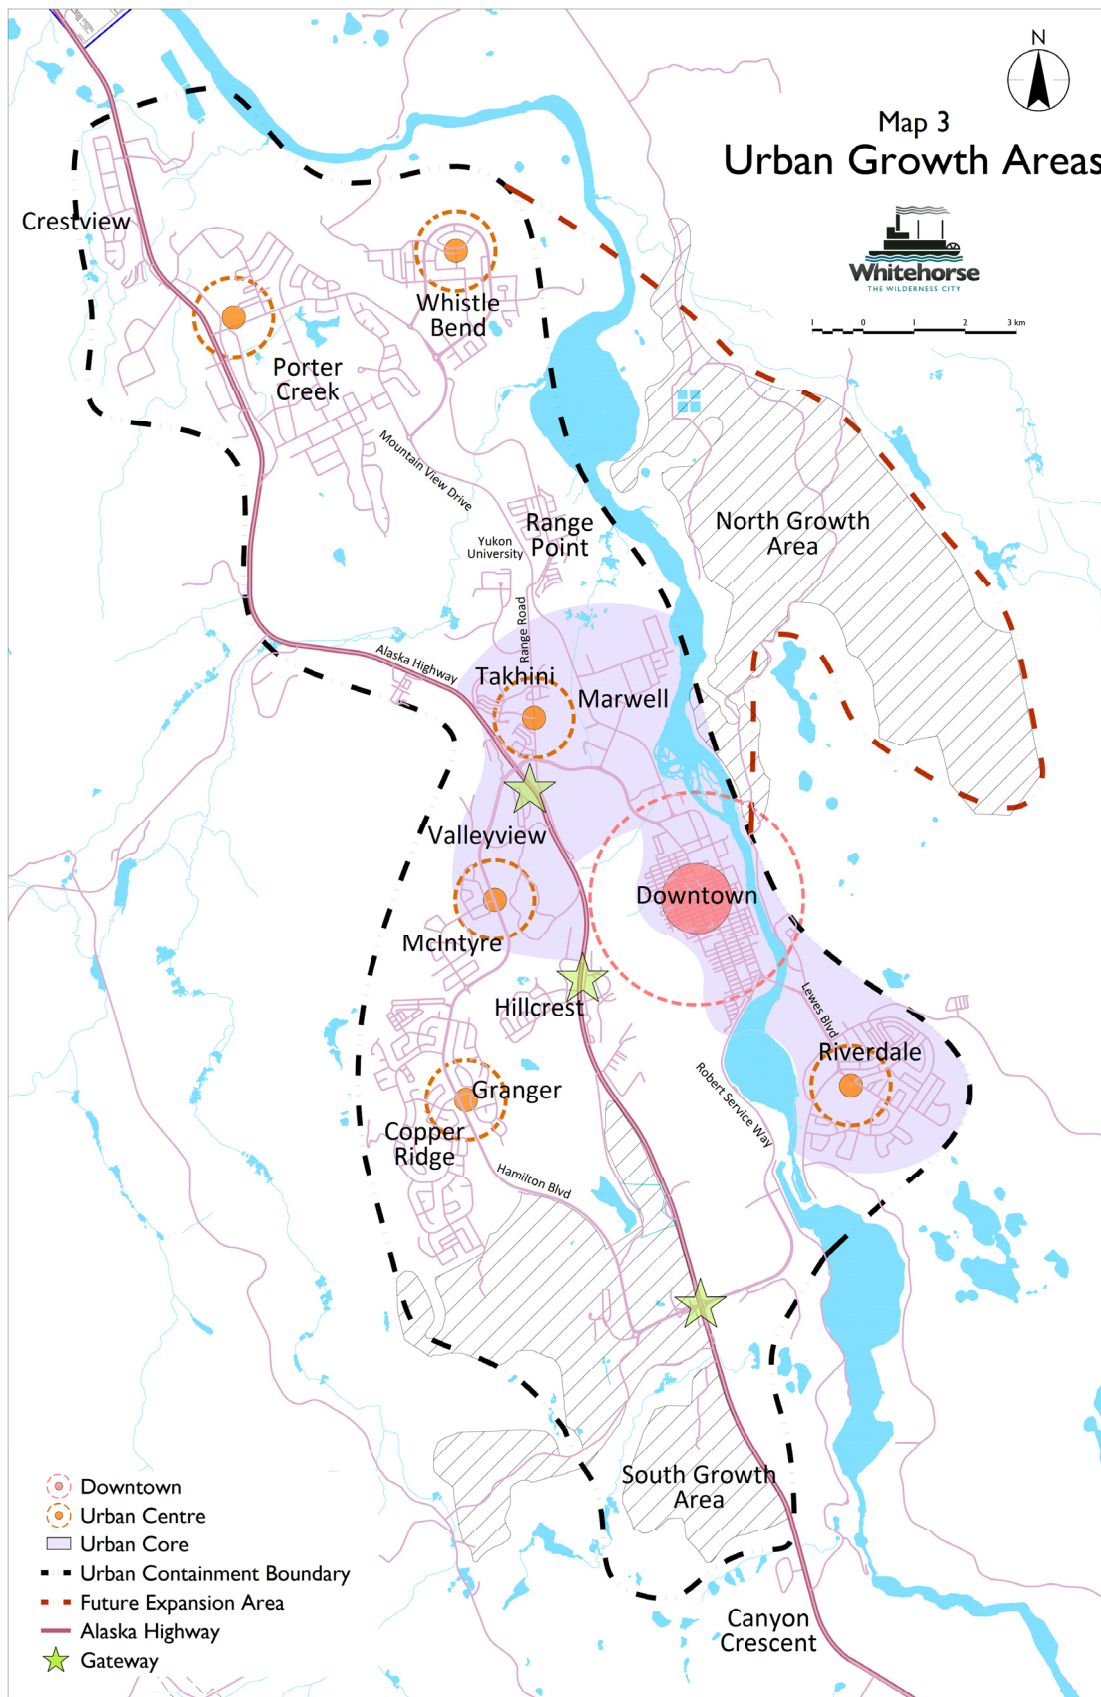 N
Map 3
Urban Growth Areas
Whitehorse
THE WILDERNESS CITY
1 0 1 2 3 km
Crestview
Whistle
Bend
Porter
Creek
Mountain View Drive
Range
Point
Yukon
University
North Growth
Area
Range Road
Alaska Highway
Takhini
Marwell
Valleyview
Downtown
McIntyre
Hillcrest
Lewes Blvd
Riverdale
Robert Service Way
Granger
Copper
Ridge
Hamilton Blvd
South Growth
Area
Canyon
Crescent
Downtown
Urban Centre
Urban Core
Urban Containment Boundary
Future Expansion Area
Alaska Highway
Gateway